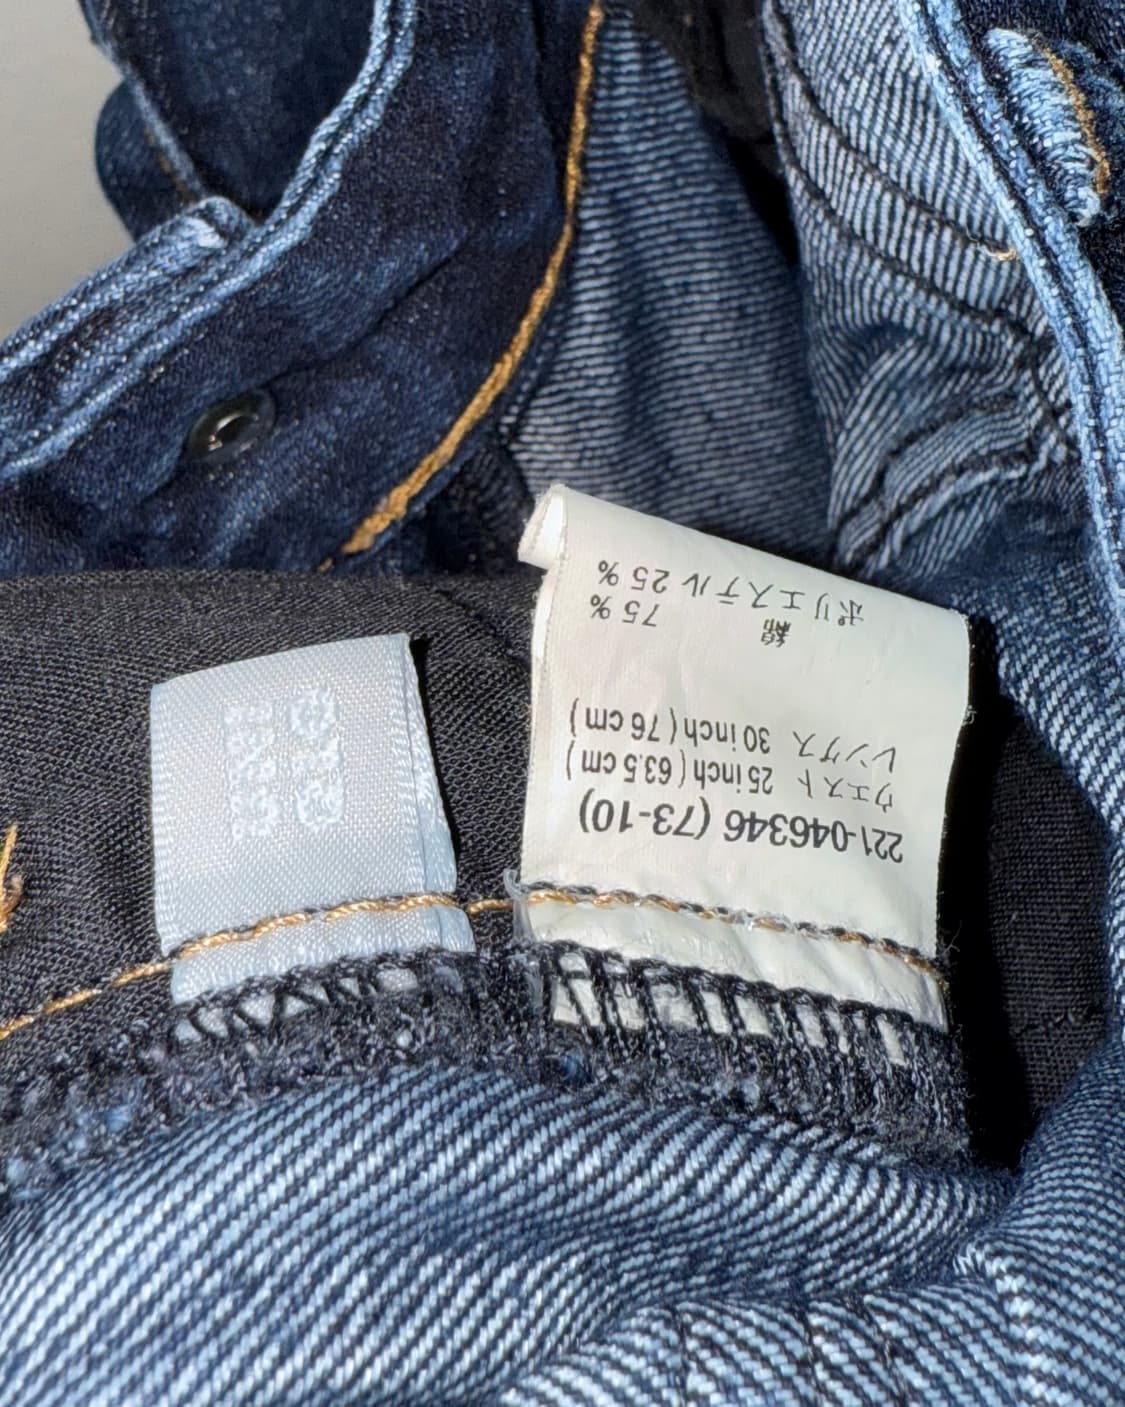 221-046346 (73-10)
ウエスト 25 inch ( 63.5 cm )
レングス 30 inch ( 76 cm )
綿 75 %
ポリエステル 25 %